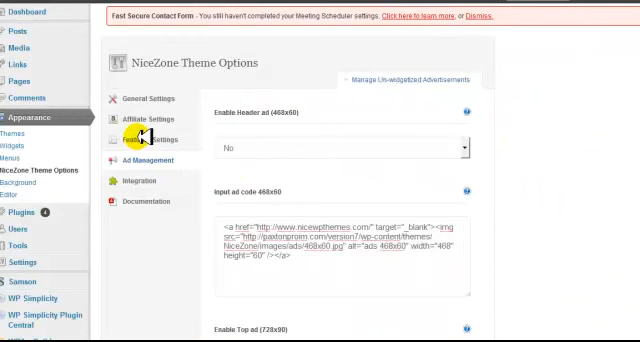 Dashboard
Fast Secure Contact Form - You still haven't completed your Meeting Scheduler settings. Click here to learn more, or Dismiss.
Posts
Media
Links
Pages
Comments
Appearance
Themes
Widgets
Menus
NiceZone Theme Options
Background
Editor
Plugins 4
Users
Tools
Settings
Samson
WP Simplicity
WP Simplicity Plugin
Central
NiceZone Theme Options
Manage Un-widgetized Advertisements
General Settings
Affiliate Settings
Settings
Ad Management
Integration
Documentation
Enable Header ad (468x60)
No
Input ad code 468x60
<a href="http://www.nicewpthemes.com/" target="_blank"><img
src="http://paxtonproim.com/version7/wp-content/themes/
NiceZone/images/ads/468x60.jpg" alt="ads 468x60" width="468"
height="60" /></a>
Enable Top ad (728x90)